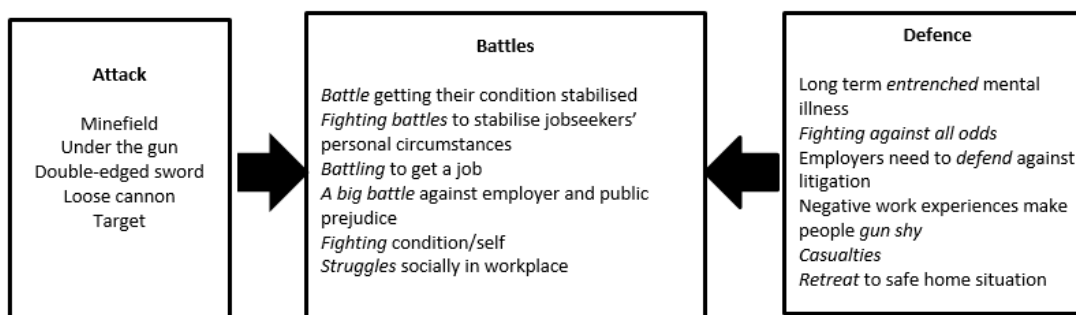 Attack
Minefield
Under the gun
Double-edged sword
Loose cannon
Target
Battles
Battle getting their condition stabilised
Fighting battles to stabilise jobseekers’
personal circumstances
Battling to get a job
A big battle against employer and public
prejudice
Fighting condition/self
Struggles socially in workplace
Defence
Long term entrenched mental
illness
Fighting against all odds
Employers need to defend against
litigation
Negative work experiences make
people gun shy
Casualties
Retreat to safe home situation